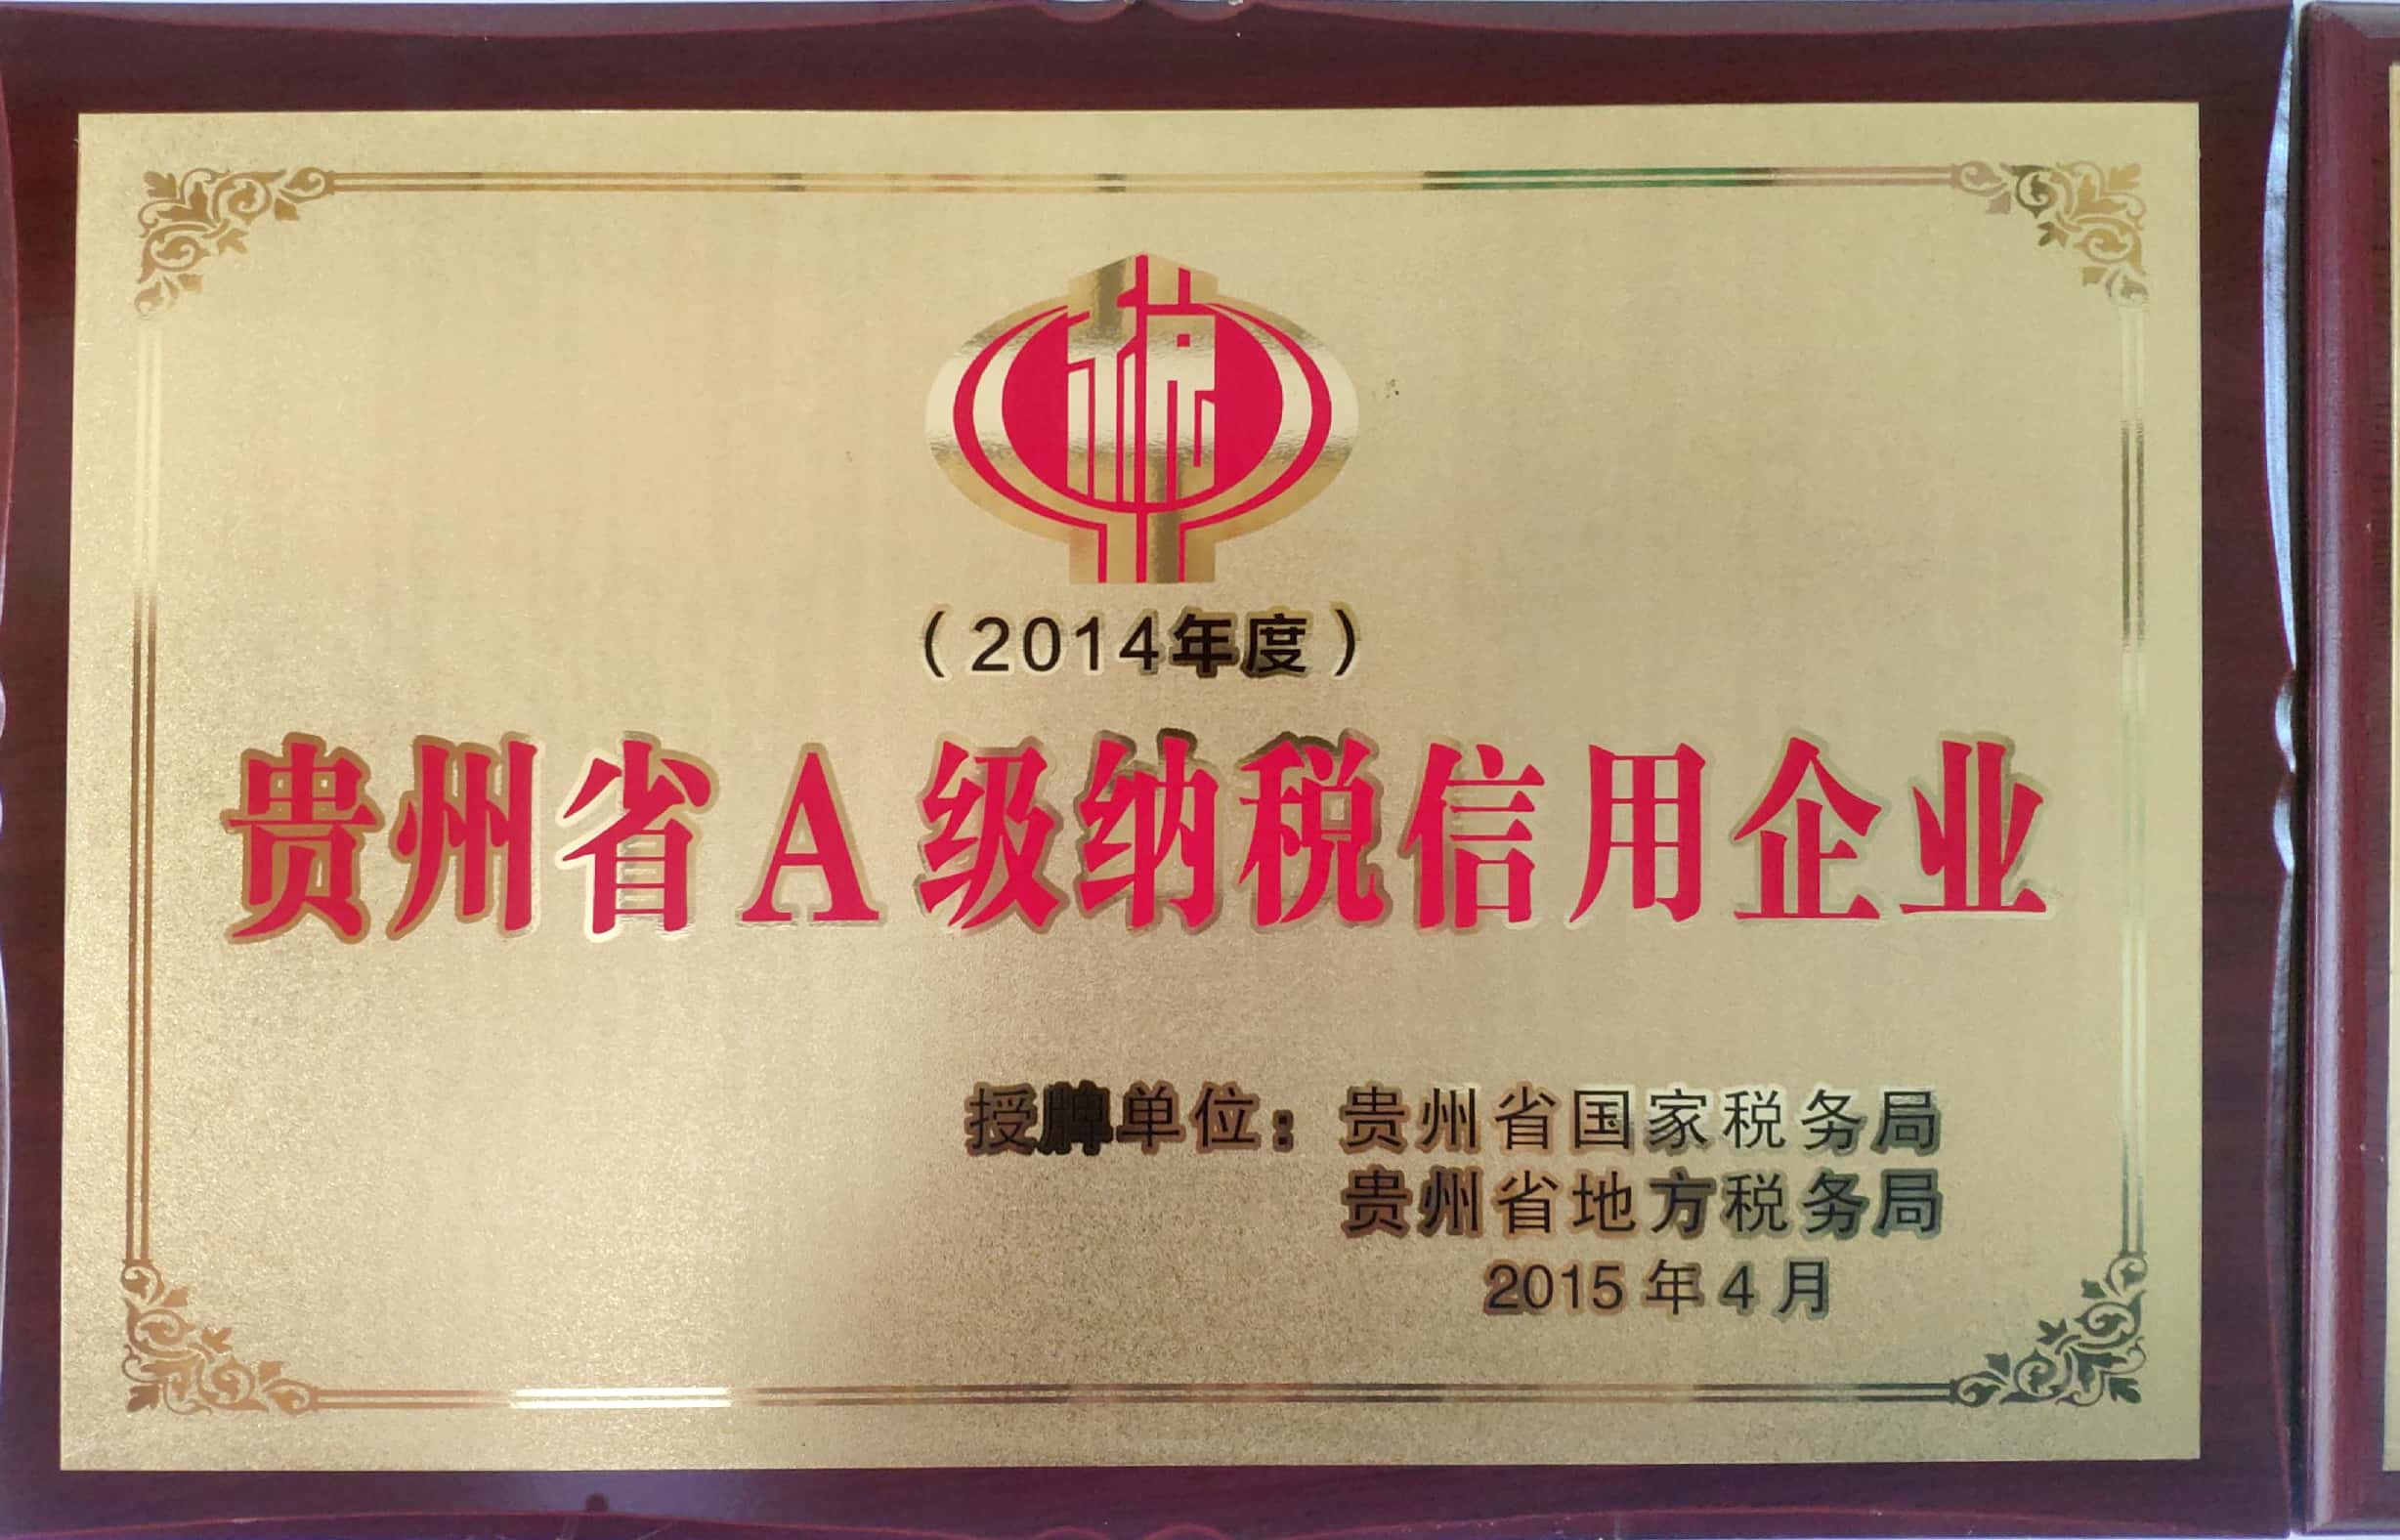 税
（2014年度）
贵州省A级纳税信用企业
授牌单位：贵州省国家税务局
贵州省地方税务局
2015年4月